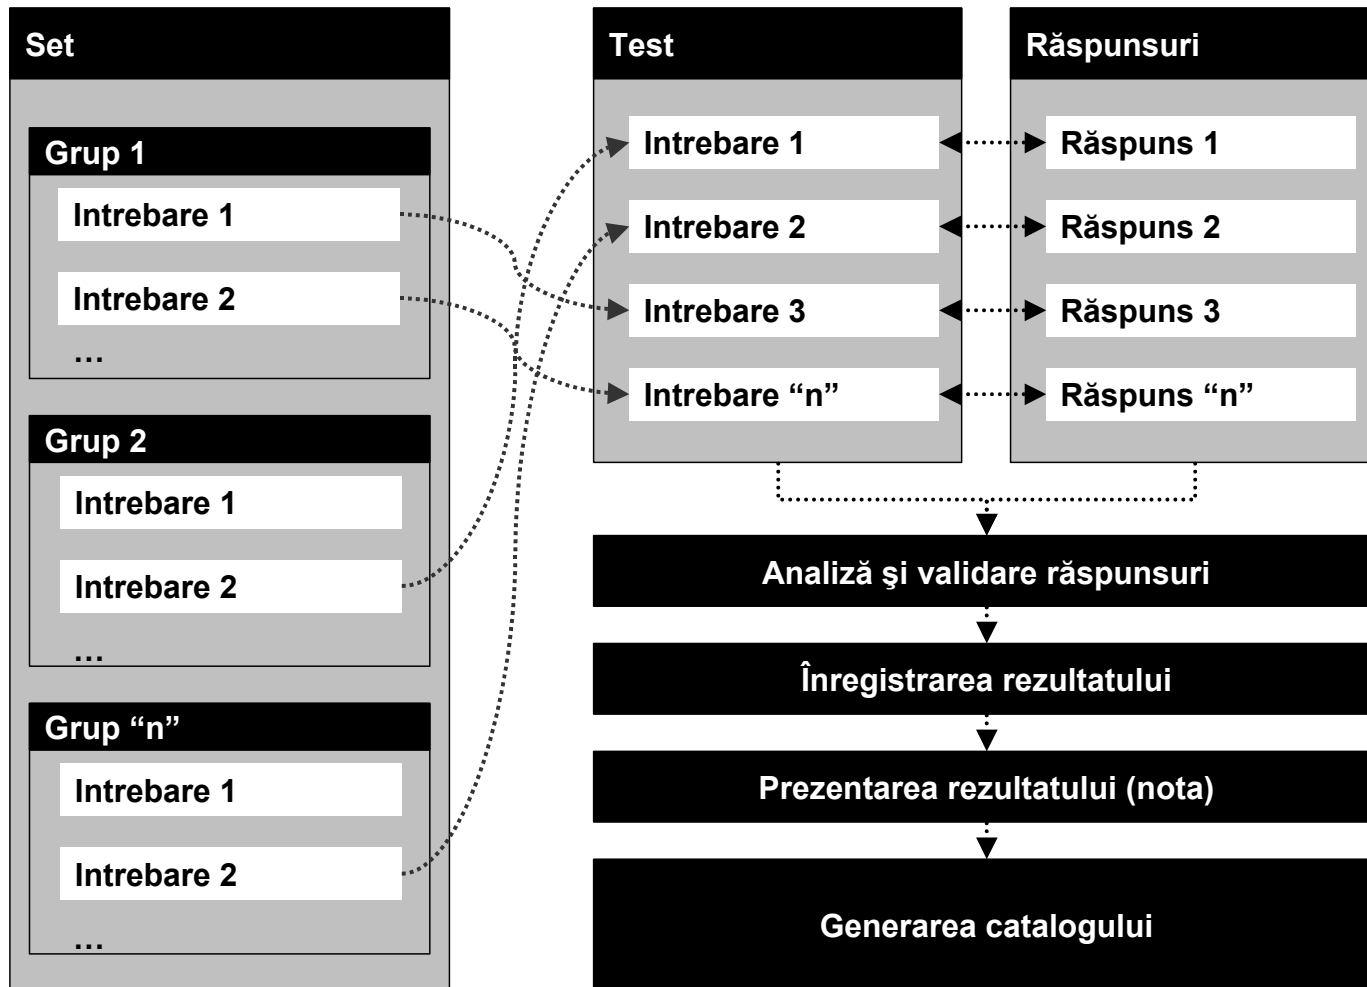 Set
Grup 1
Intrebare 1
Intrebare 2
...
Grup 2
Intrebare 1
Intrebare 2
...
Grup “n”
Intrebare 1
Intrebare 2
...
Test
Intrebare 1
Intrebare 2
Intrebare 3
Intrebare “n”
Răspunsuri
Răspuns 1
Răspuns 2
Răspuns 3
Răspuns “n”
Analiză şi validare răspunsuri
Înregistrarea rezultatului
Prezentarea rezultatului (nota)
Generarea catalogului